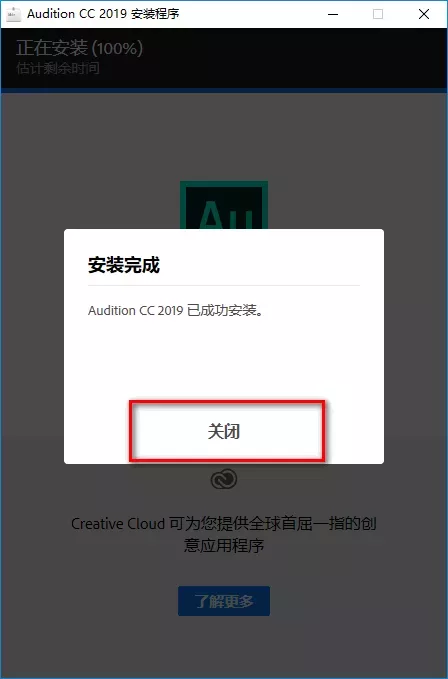 Audition CC 2019 安装程序
正在安装 (100%)
估计剩余时间
Au
安装完成
Audition CC 2019 已成功安装。
关闭
Creative Cloud 可为您提供全球首屈一指的创
意应用程序
了解更多